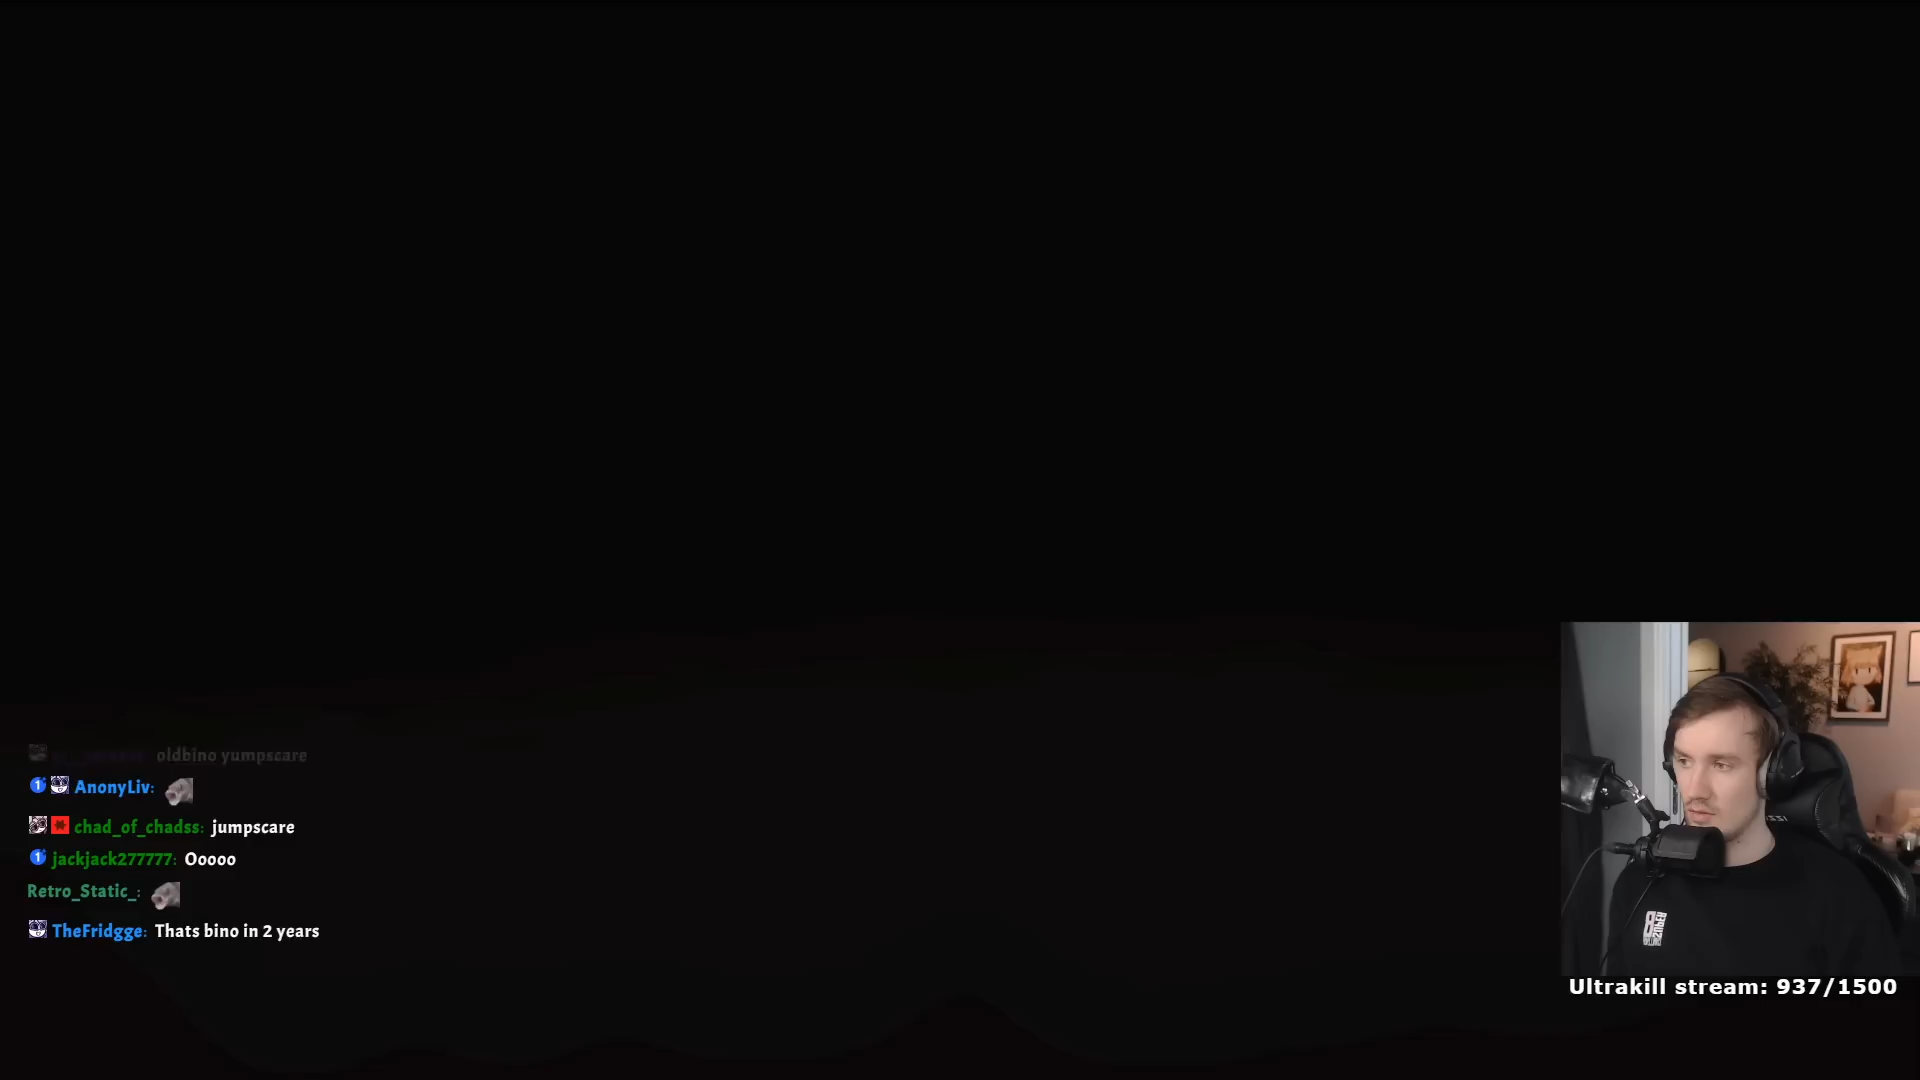 oldbino yumpscare
AnonyLiv:
chad_of_chadss: jumpscare
jackjack277777: Ooooo
Retro_Static_:
TheFridgge: Thats bino in 2 years
Ultrakill stream: 937/1500